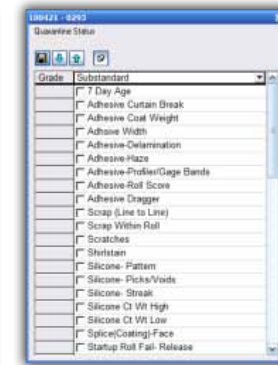 100421 - 0293
Quarantine Status
Grade Substandard
7 Day Age
Adhesive Curtain Break
Adhesive Coat Weight
Adhsive Width
Adhesive-Delamination
Adhesive-Haze
Adhesive-Profiler/Gage Bands
Adhesive-Roll Score
Adhesive Dragger
Scrap (Line to Line)
Scrap Within Roll
Scratches
Shirtstain
Silicone- Pattern
Silicone- Picks/Voids
Silicone- Streak
Silicone Ct Wt High
Silicone Ct Wt Low
Splice(Coating)-Face
Startup Roll Fail- Release